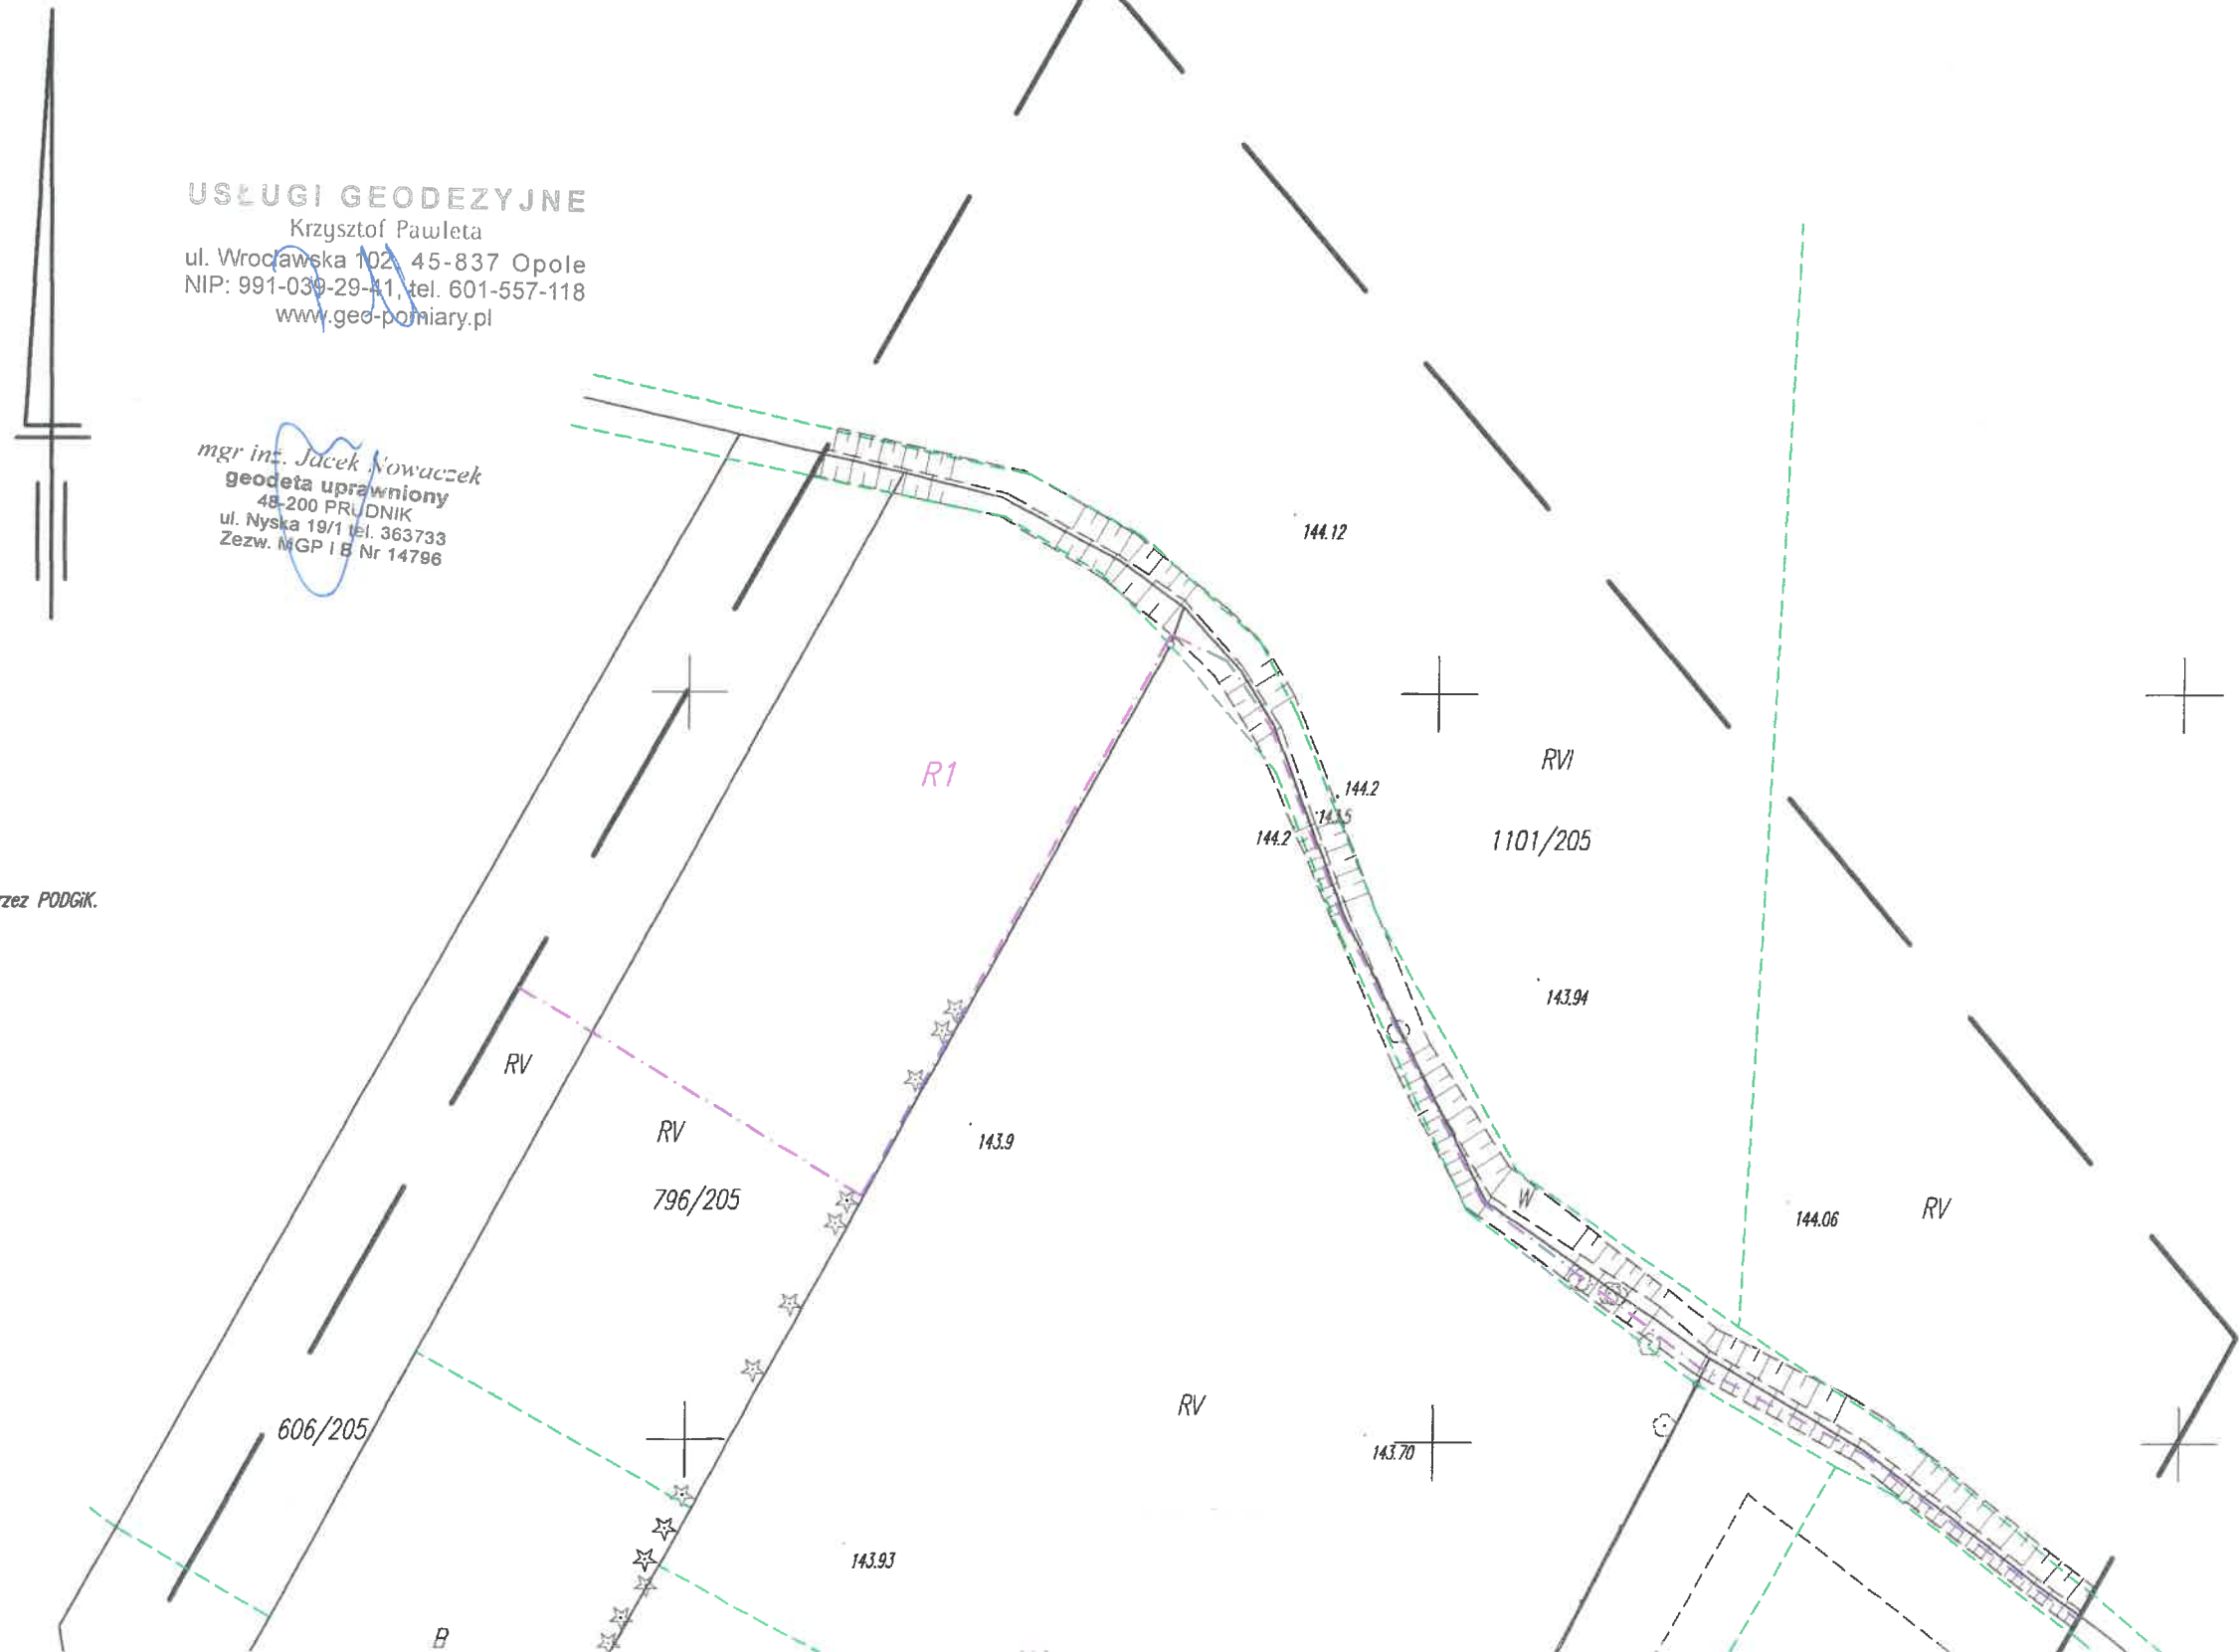 USŁUGI GEODEZYJNE
Krzysztof Pawleta
ul. Wrocławska 102, 45-837 Opole
NIP: 991-039-29-41, tel. 601-557-118
www.geo-pomiary.pl
mgr inż. Jacek Nowaczek
geodeta uprawniony
48-200 PRUDNIK
ul. Nyska 19/1 tel. 363733
Zezw. MGP i B Nr 14796
144.12
RVI
R1
144.2
143.5
144.2
1101/205
rzez PODGiK.
143.94
RV
RV
143.9
796/205
W
144.06
RV
RV
606/205
143.70
143.93
B